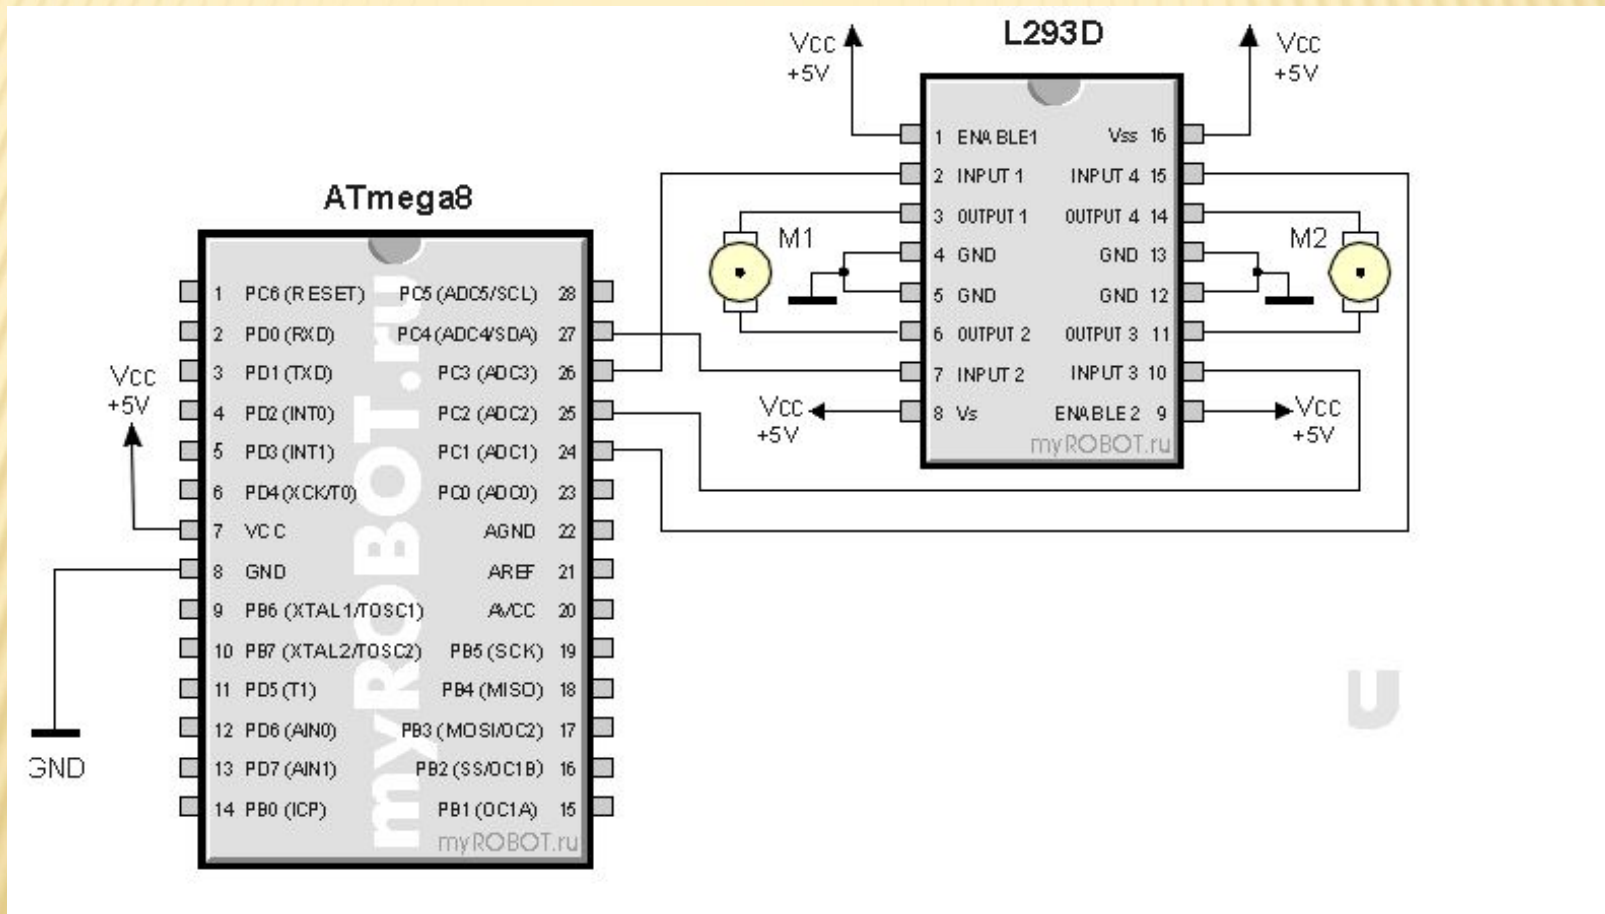 L293D
Vcc
+5V
Vcc
+5V
1 ENABLE1
Vss 16
2 INPUT 1
INPUT 4 15
3 OUTPUT 1
OUTPUT 4 14
4 GND
GND 13
5 GND
GND 12
6 OUTPUT 2
OUTPUT 3 11
7 INPUT 2
INPUT 3 10
8 Vs
ENABLE2 9
myROBOT.ru
M1
M2
Vcc
+5V
Vcc
+5V
ATmega8
1 PC6 (RESET)
PC5 (ADC5/SCL) 28
2 PD0 (RXD)
PC4 (ADC4/SDA) 27
3 PD1 (TXD)
PC3 (ADC3) 26
4 PD2 (INT0)
PC2 (ADC2) 25
5 PD3 (INT1)
PC1 (ADC1) 24
6 PD4 (XCK/T0)
PC0 (ADC0) 23
7 VCC
AGND 22
8 GND
AREF 21
9 PB6 (XTAL1/TOSC1)
AVCC 20
10 PB7 (XTAL2/TOSC2)
PB5 (SCK) 19
11 PD5 (T1)
PB4 (MISO) 18
12 PD6 (AIN0)
PB3 (MOSI/OC2) 17
13 PD7 (AIN1)
PB2 (SS/OC1B) 16
14 PB0 (ICP)
PB1 (OC1A) 15
myROBOT.ru
myROBOT.ru
Vcc
+5V
GND
u